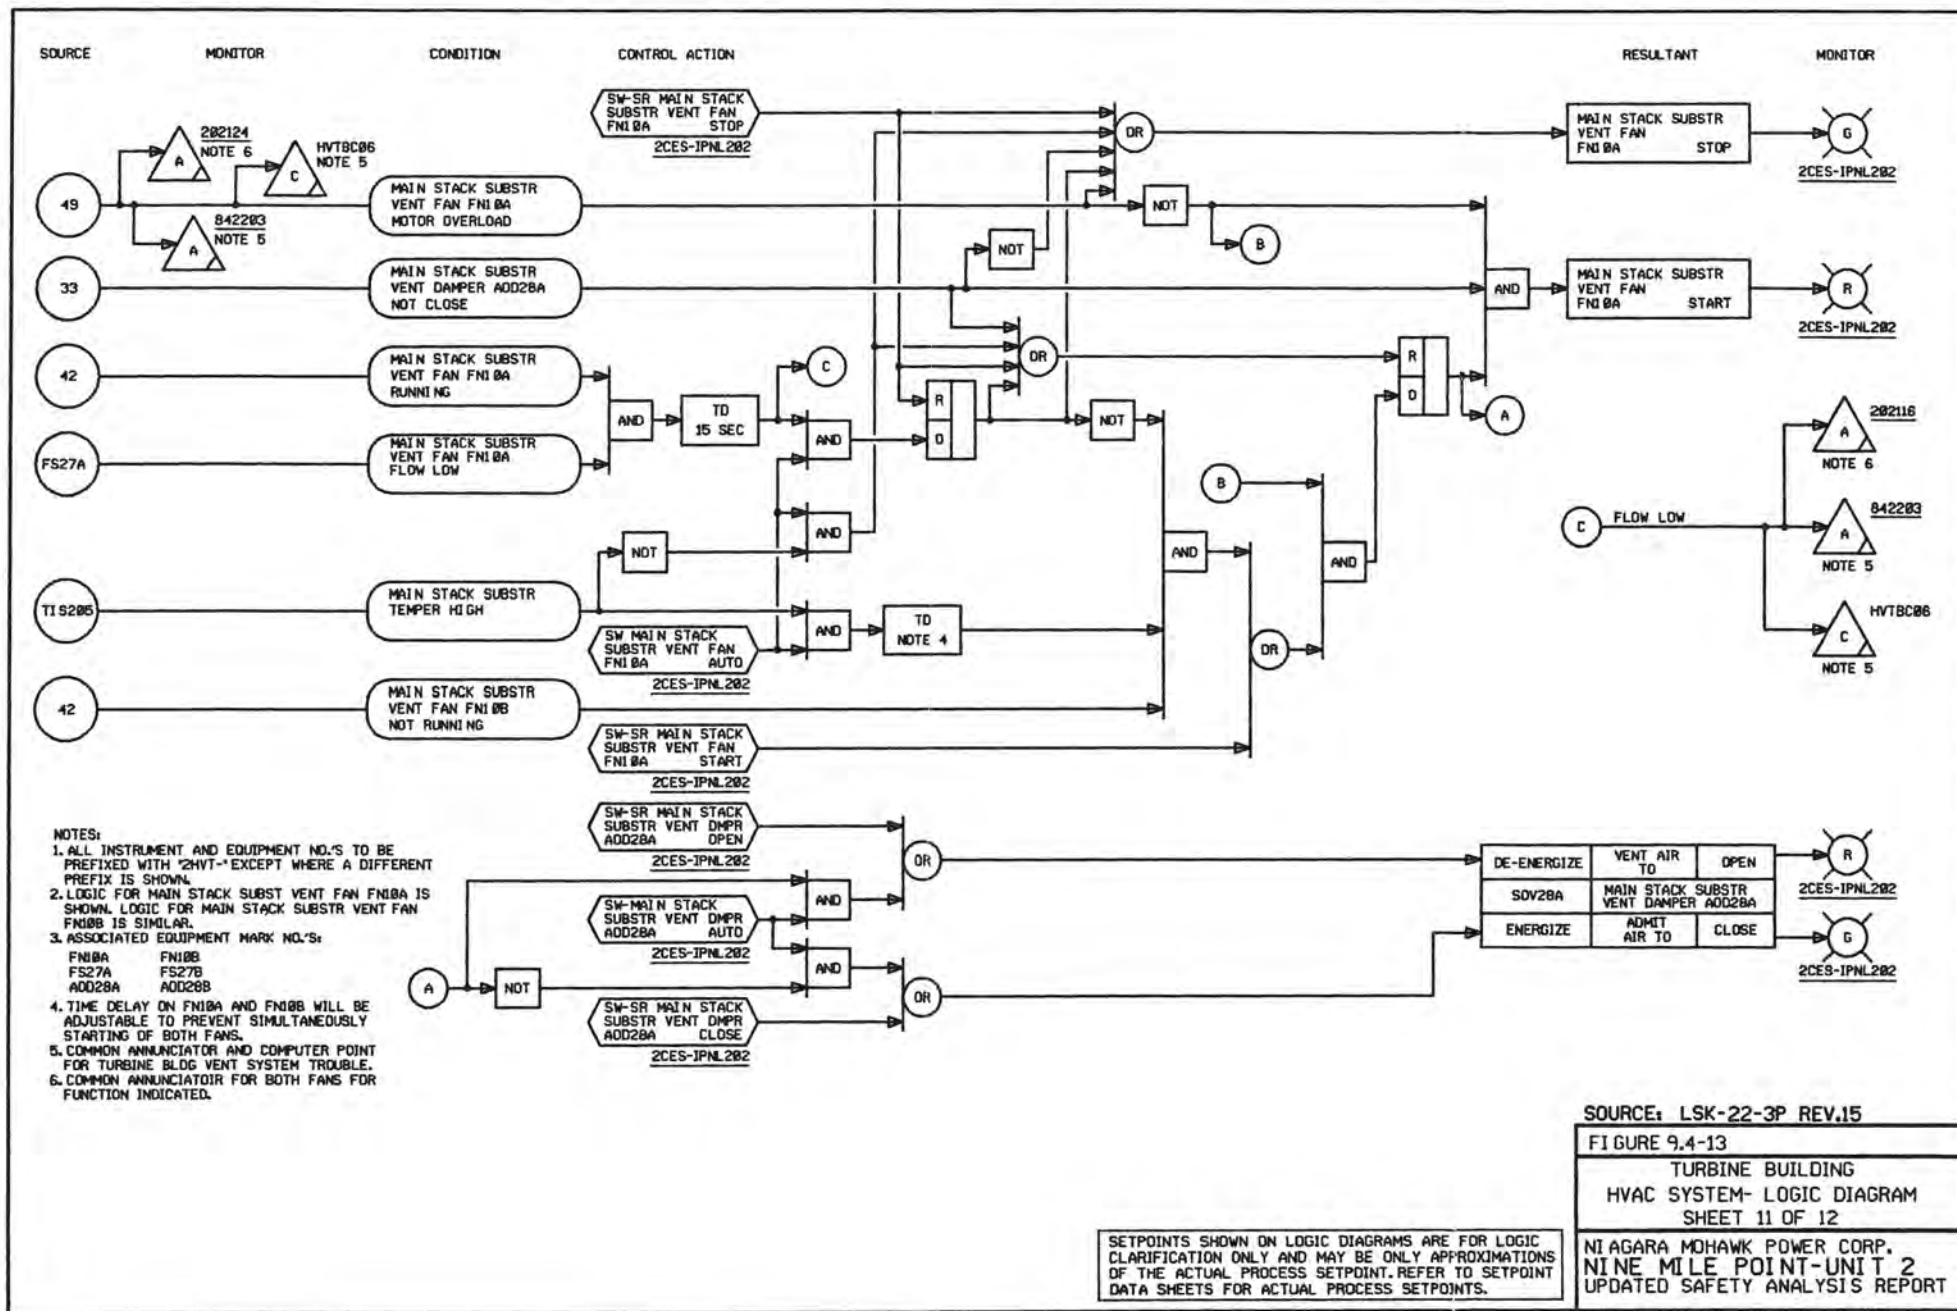 SOURCE
MONITOR
CONDITION
CONTROL ACTION
RESULTANT
MONITOR
SW-SR MAIN STACK
SUBSTR VENT FAN
FN10A STOP
2CES-IPNL202
OR
MAIN STACK SUBSTR
VENT FAN
FN10A STOP
G
2CES-IPNL202
A
202124
NOTE 6
C
HVTBC06
NOTE 5
49
A
842203
NOTE 5
MAIN STACK SUBSTR
VENT FAN FN10A
MOTOR OVERLOAD
NOT
B
NOT
33
MAIN STACK SUBSTR
VENT DAMPER AOD28A
NOT CLOSE
AND
MAIN STACK SUBSTR
VENT FAN
FN10A START
R
2CES-IPNL202
42
MAIN STACK SUBSTR
VENT FAN FN10A
RUNNING
C
OR
R
O
A
AND
TD
15 SEC
AND
R
O
NOT
FS27A
MAIN STACK SUBSTR
VENT FAN FN10A
FLOW LOW
A
202116
NOTE 6
B
C
FLOW LOW
A
842203
NOTE 5
NOT
AND
AND
AND
TIS205
MAIN STACK SUBSTR
TEMPER HIGH
AND
TD
NOTE 4
C
HVTBC06
NOTE 5
SW MAIN STACK
SUBSTR VENT FAN
FN10A AUTO
2CES-IPNL202
OR
42
MAIN STACK SUBSTR
VENT FAN FN10B
NOT RUNNING
SW-SR MAIN STACK
SUBSTR VENT FAN
FN10A START
2CES-IPNL202
SW-SR MAIN STACK
SUBSTR VENT DMPR
AOD28A OPEN
2CES-IPNL202
OR
AND
SW-MAIN STACK
SUBSTR VENT DMPR
AOD28A AUTO
2CES-IPNL202
AND
A
NOT
OR
SW-SR MAIN STACK
SUBSTR VENT DMPR
AOD28A CLOSE
2CES-IPNL202
DE-ENERGIZE
VENT AIR
TO
OPEN
R
2CES-IPNL202
SOV28A
MAIN STACK SUBSTR
VENT DAMPER AOD28A
ENERGIZE
ADMIT
AIR TO
CLOSE
G
2CES-IPNL202
NOTES:
1. ALL INSTRUMENT AND EQUIPMENT NO.'S TO BE
PREFIXED WITH "2HVT-" EXCEPT WHERE A DIFFERENT
PREFIX IS SHOWN.
2. LOGIC FOR MAIN STACK SUBST VENT FAN FN10A IS
SHOWN. LOGIC FOR MAIN STACK SUBSTR VENT FAN
FN10B IS SIMILAR.
3. ASSOCIATED EQUIPMENT MARK NO.'S:
FN10A FN10B
FS27A FS27B
AOD28A AOD28B
4. TIME DELAY ON FN10A AND FN10B WILL BE
ADJUSTABLE TO PREVENT SIMULTANEOUSLY
STARTING OF BOTH FANS.
5. COMMON ANNUNCIATOR AND COMPUTER POINT
FOR TURBINE BLDG VENT SYSTEM TROUBLE.
6. COMMON ANNUNCIATOIR FOR BOTH FANS FOR
FUNCTION INDICATED.
SETPOINTS SHOWN ON LOGIC DIAGRAMS ARE FOR LOGIC
CLARIFICATION ONLY AND MAY BE ONLY APPROXIMATIONS
OF THE ACTUAL PROCESS SETPOINT. REFER TO SETPOINT
DATA SHEETS FOR ACTUAL PROCESS SETPOINTS.
SOURCE: LSK-22-3P REV.15
FIGURE 9.4-13
TURBINE BUILDING
HVAC SYSTEM- LOGIC DIAGRAM
SHEET 11 OF 12
NIAGARA MOHAWK POWER CORP.
NINE MILE POINT-UNIT 2
UPDATED SAFETY ANALYSIS REPORT